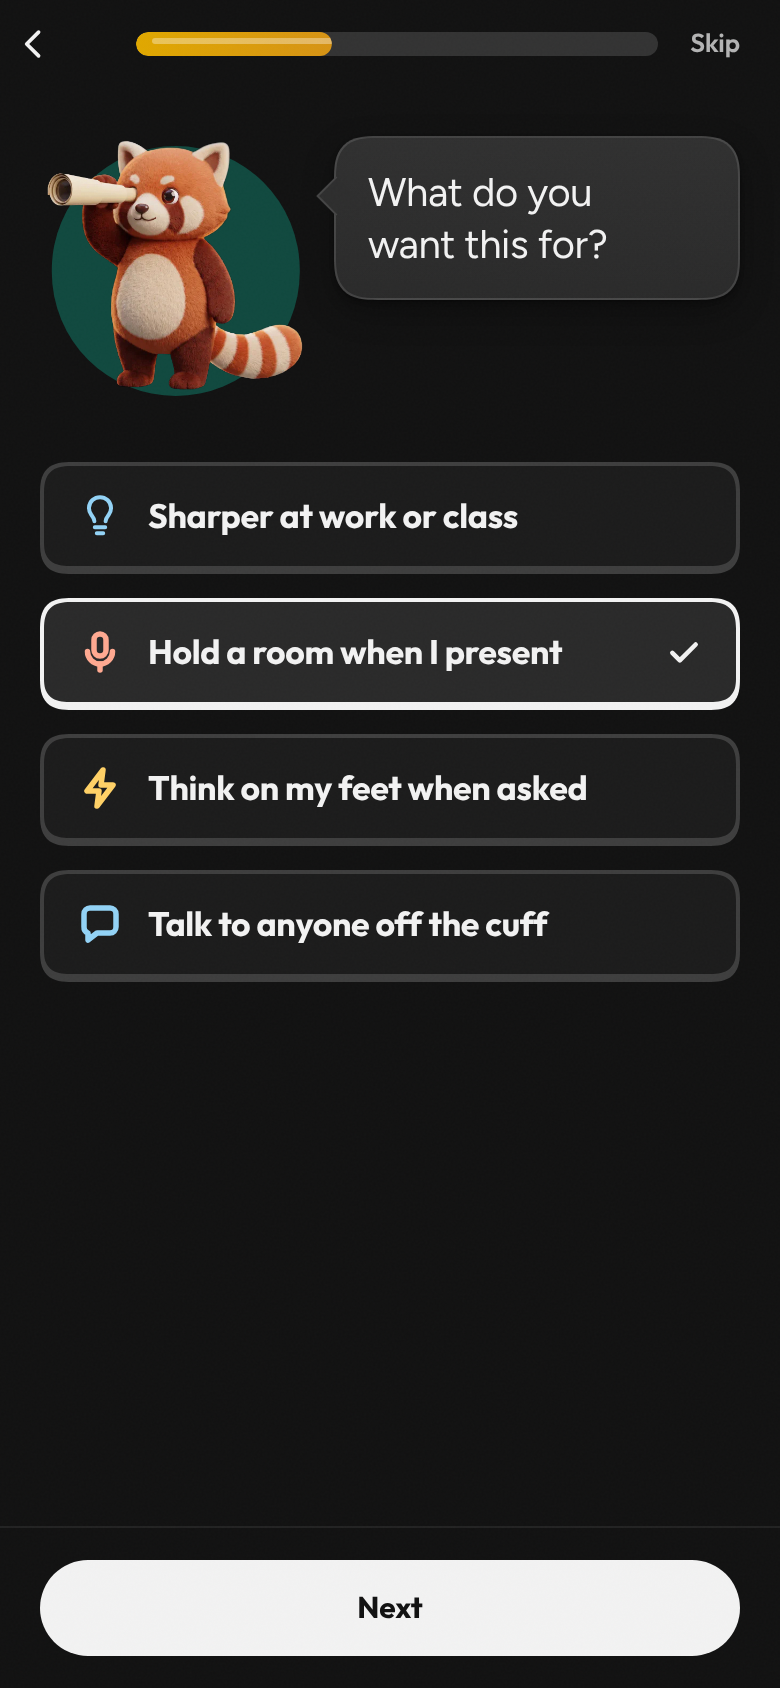 Skip
What do you
want this for?
Sharper at work or class
Hold a room when I present
Think on my feet when asked
Talk to anyone off the cuff
Next